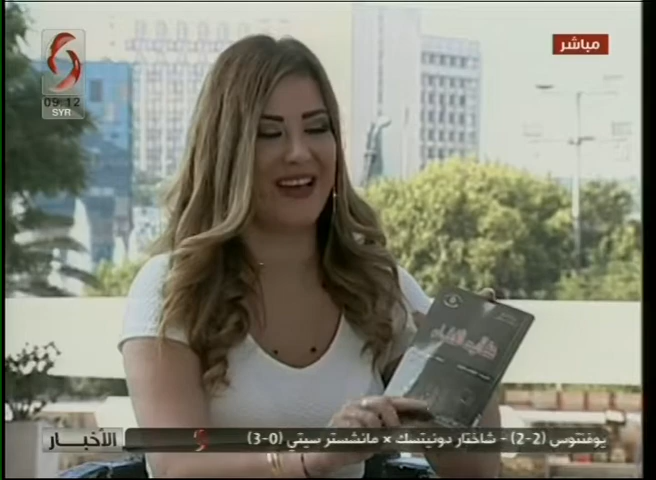 مباشر
09:12
SYR
الأخبار
يوفنتوس (2-2) - شاختار دونيتسك × مانشستر سيتي (0-3)